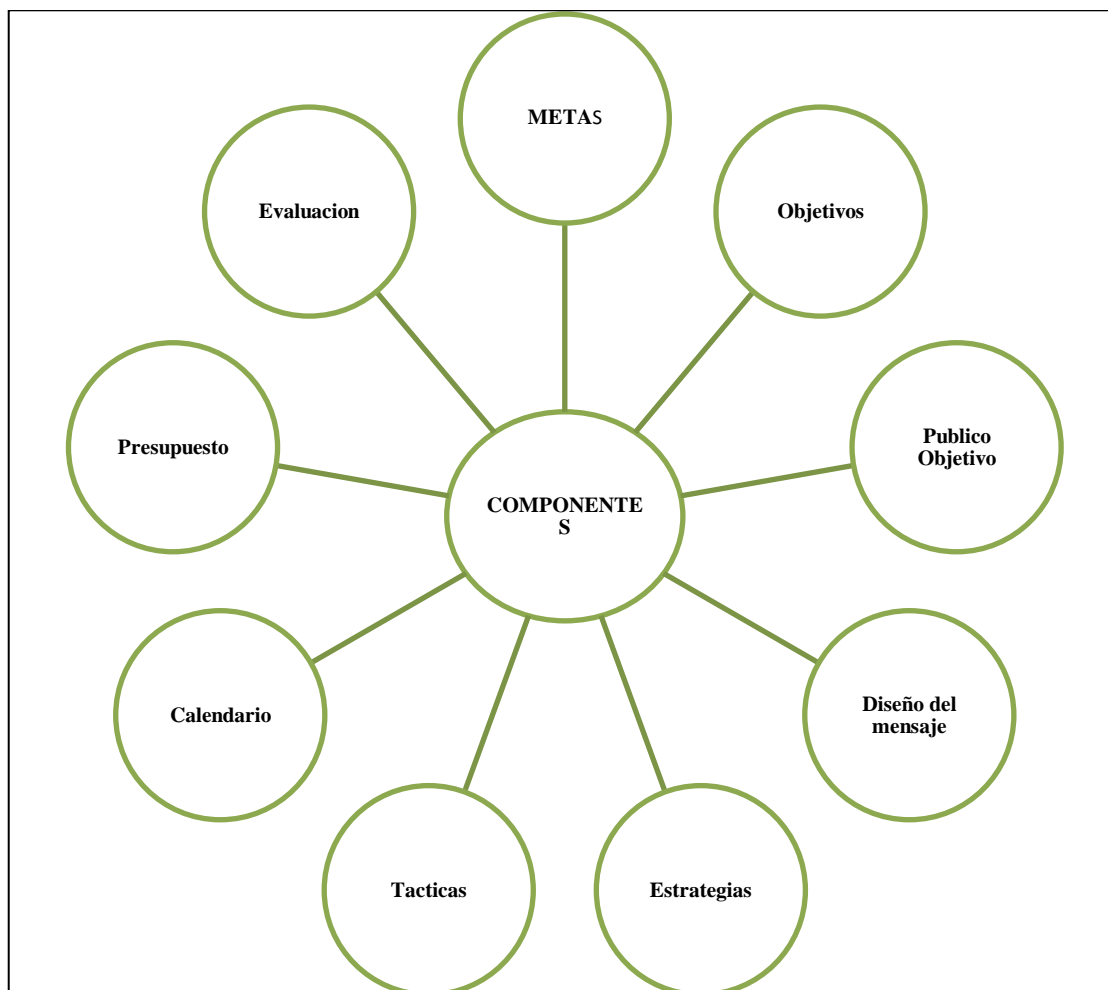 METAS
Objetivos
Publico
Objetivo
Diseño del
mensaje
Estrategias
Tacticas
Calendario
Presupuesto
Evaluacion
COMPONENTE
S